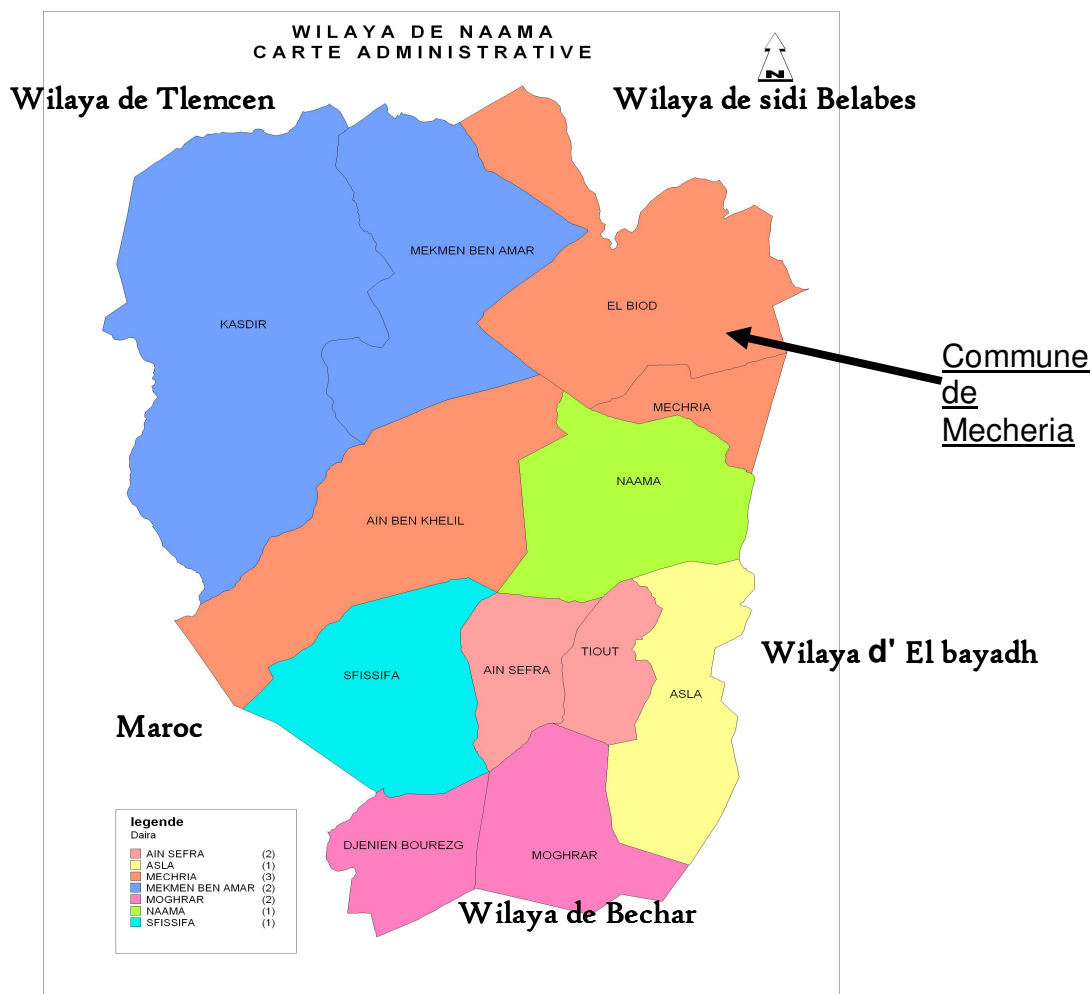 WILAYA DE NAAMA
CARTE ADMINISTRATIVE
N
Wilaya de Tlemcen
Wilaya de sidi Belabes
MEKMEN BEN AMAR
EL BIOD
KASDIR
Commune
de
Mecheria
MECHRIA
NAAMA
AIN BEN KHELIL
Wilaya d' El bayadh
TIOUT
AIN SEFRA
SFISSIFA
ASLA
Maroc
DJENIEN BOUREZG
MOGHRAR
Wilaya de Bechar
legende
Daira
AIN SEFRA (2)
ASLA (1)
MECHRIA (3)
MEKMEN BEN AMAR (2)
MOGHRAR (2)
NAAMA (1)
SFISSIFA (1)